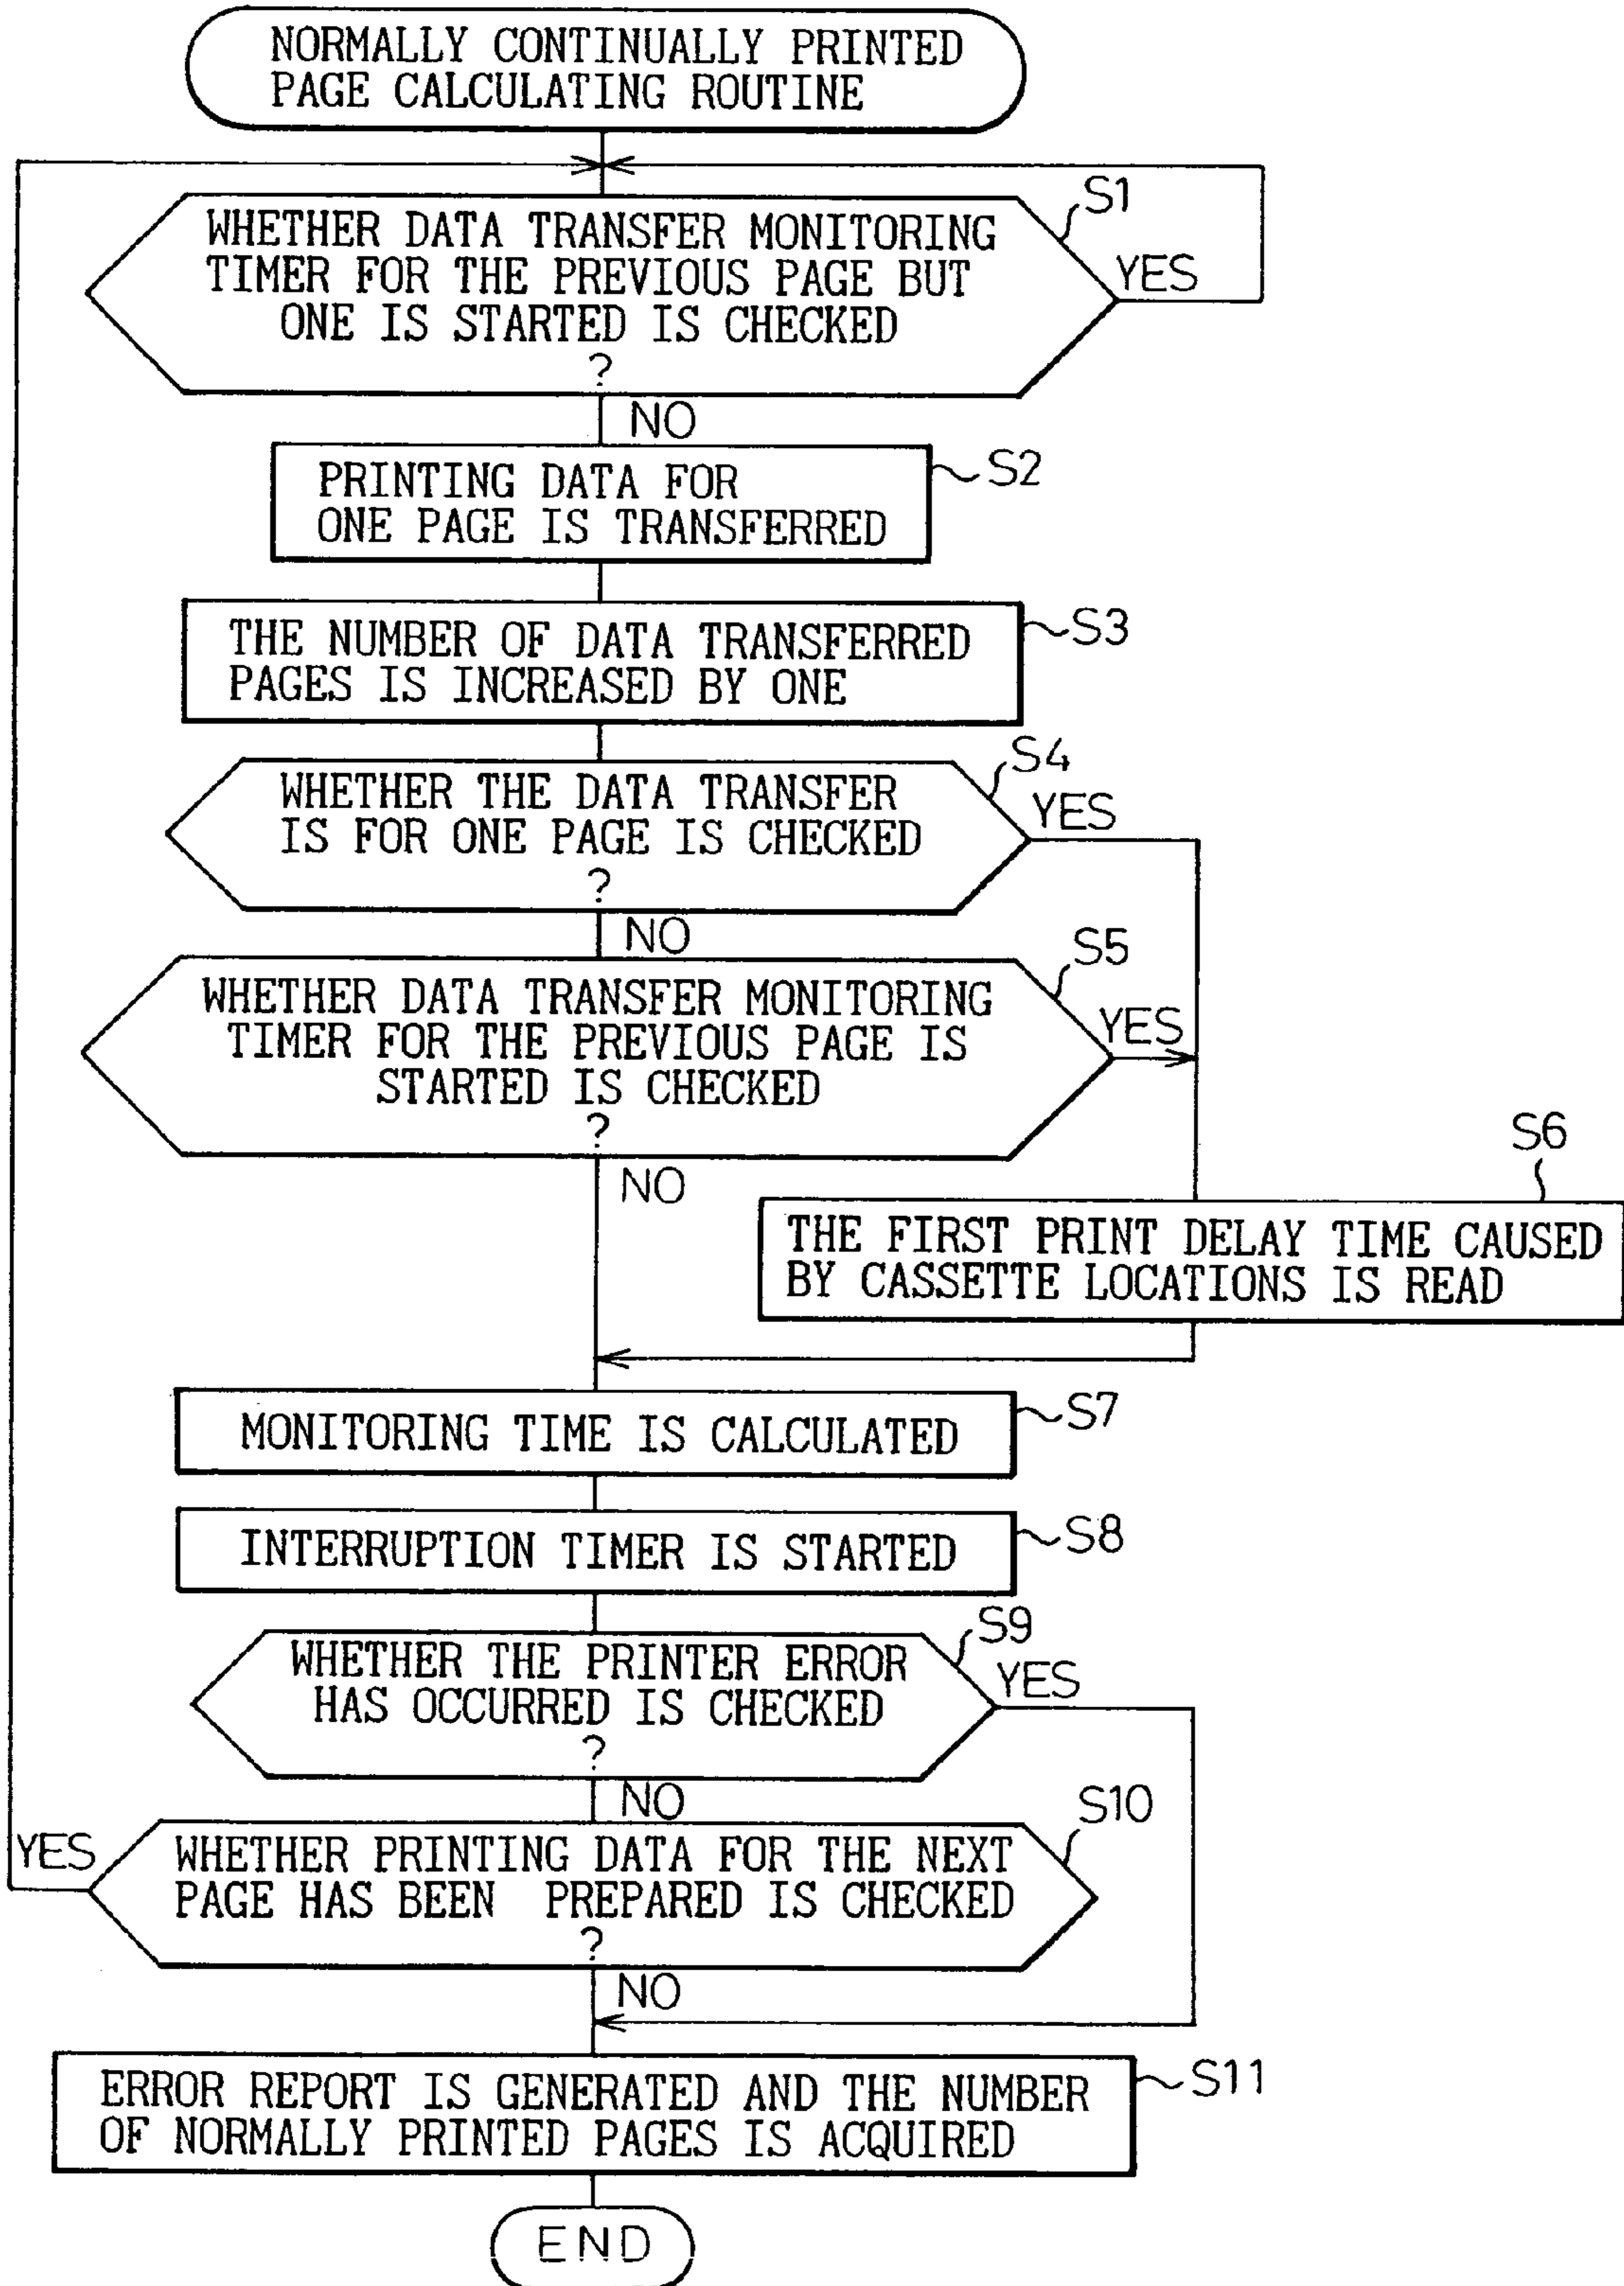 NORMALLY CONTINUALLY PRINTED
PAGE CALCULATING ROUTINE
S1
WHETHER DATA TRANSFER MONITORING
TIMER FOR THE PREVIOUS PAGE BUT
ONE IS STARTED IS CHECKED
?
YES
NO
S2
PRINTING DATA FOR
ONE PAGE IS TRANSFERRED
S3
THE NUMBER OF DATA TRANSFERRED
PAGES IS INCREASED BY ONE
S4
WHETHER THE DATA TRANSFER
IS FOR ONE PAGE IS CHECKED
?
YES
NO
S5
WHETHER DATA TRANSFER MONITORING
TIMER FOR THE PREVIOUS PAGE IS
STARTED IS CHECKED
?
YES
NO
S6
THE FIRST PRINT DELAY TIME CAUSED
BY CASSETTE LOCATIONS IS READ
S7
MONITORING TIME IS CALCULATED
S8
INTERRUPTION TIMER IS STARTED
S9
WHETHER THE PRINTER ERROR
HAS OCCURRED IS CHECKED
?
YES
NO
S10
YES
WHETHER PRINTING DATA FOR THE NEXT
PAGE HAS BEEN PREPARED IS CHECKED
?
NO
S11
ERROR REPORT IS GENERATED AND THE NUMBER
OF NORMALLY PRINTED PAGES IS ACQUIRED
END